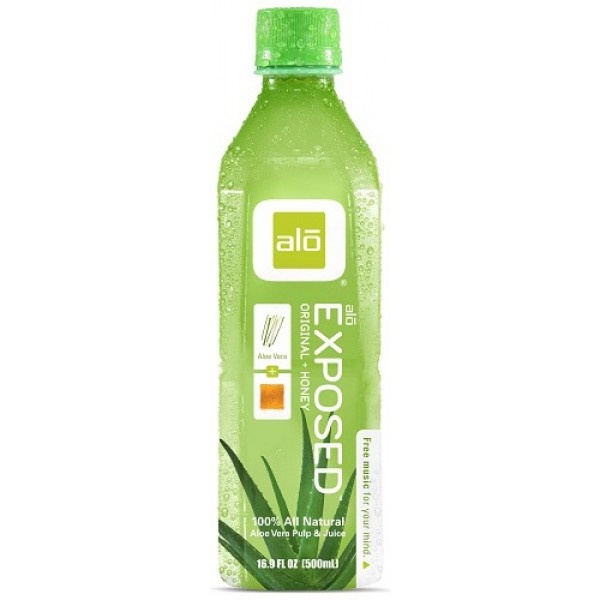 alō
®
alō
EXPOSED
ORIGINAL + HONEY
Aloe Vera
+
Free music for your mind.
100% All Natural
Aloe Vera Pulp & Juice
16.9 FL OZ (500mL)